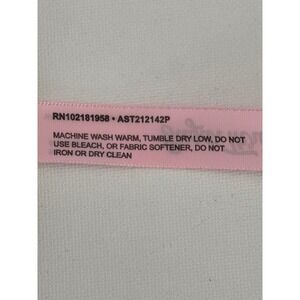 RN102181958 • AST212142P
MACHINE WASH WARM, TUMBLE DRY LOW, DO NOT
USE BLEACH, OR FABRIC SOFTENER, DO NOT
IRON OR DRY CLEAN